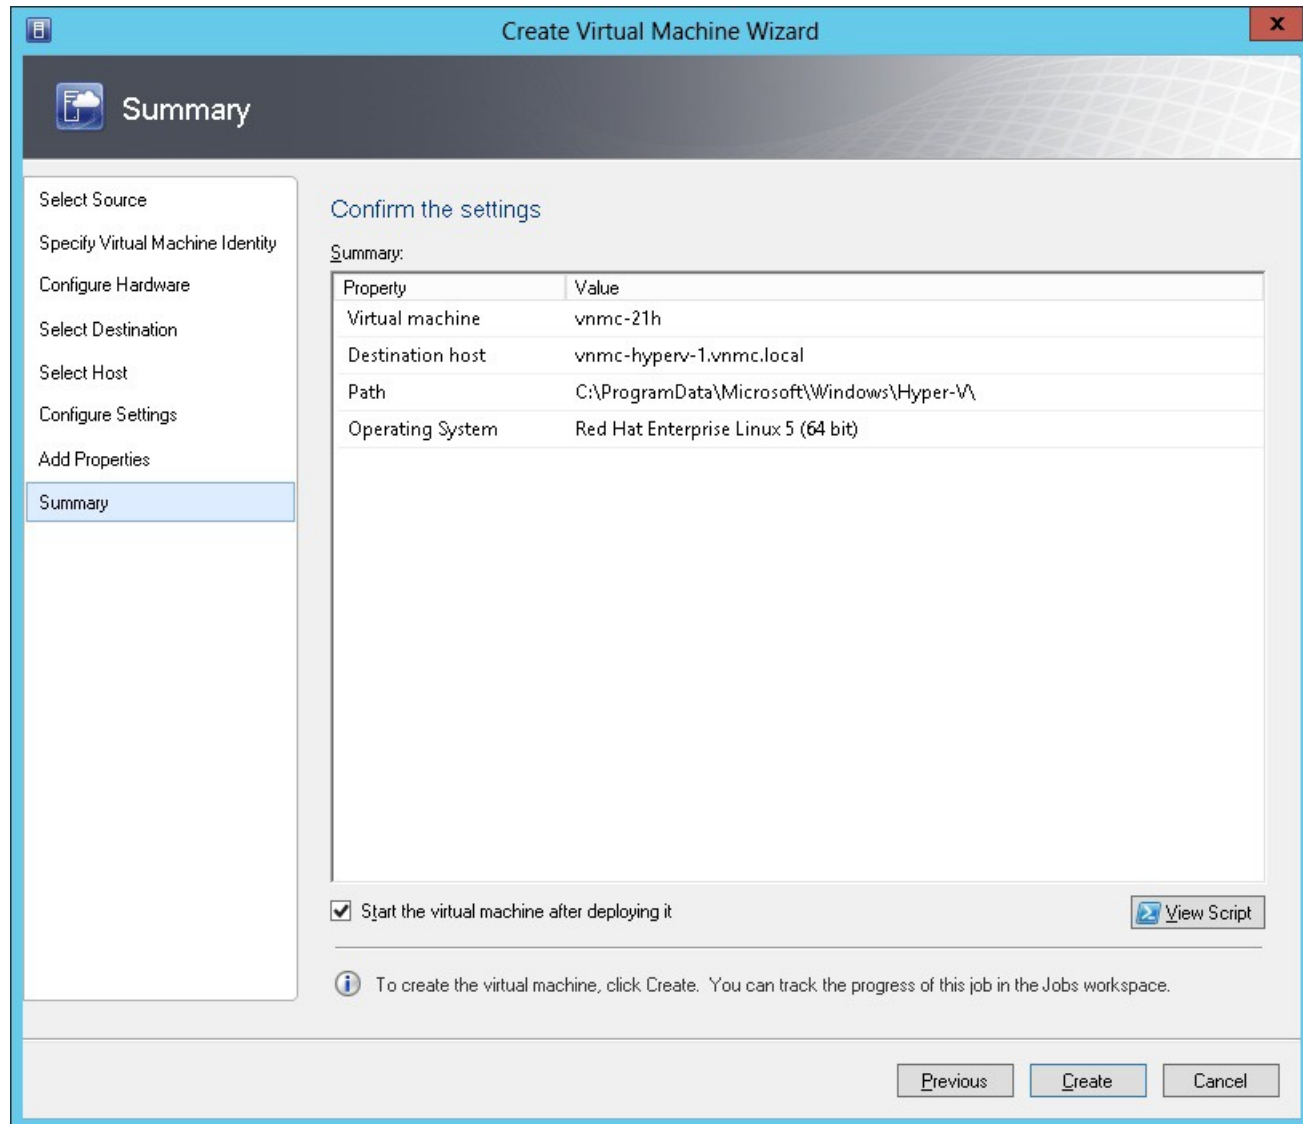 Create Virtual Machine Wizard
x
Summary
Select Source
Specify Virtual Machine Identity
Configure Hardware
Select Destination
Select Host
Configure Settings
Add Properties
Summary
Confirm the settings
Summary:
Property Value
Virtual machine vnmc-21h
Destination host vnmc-hyperv-1.vnmc.local
Path C:\ProgramData\Microsoft\Windows\Hyper-V\
Operating System Red Hat Enterprise Linux 5 (64 bit)
Start the virtual machine after deploying it View Script
To create the virtual machine, click Create. You can track the progress of this job in the Jobs workspace.
Previous Create Cancel